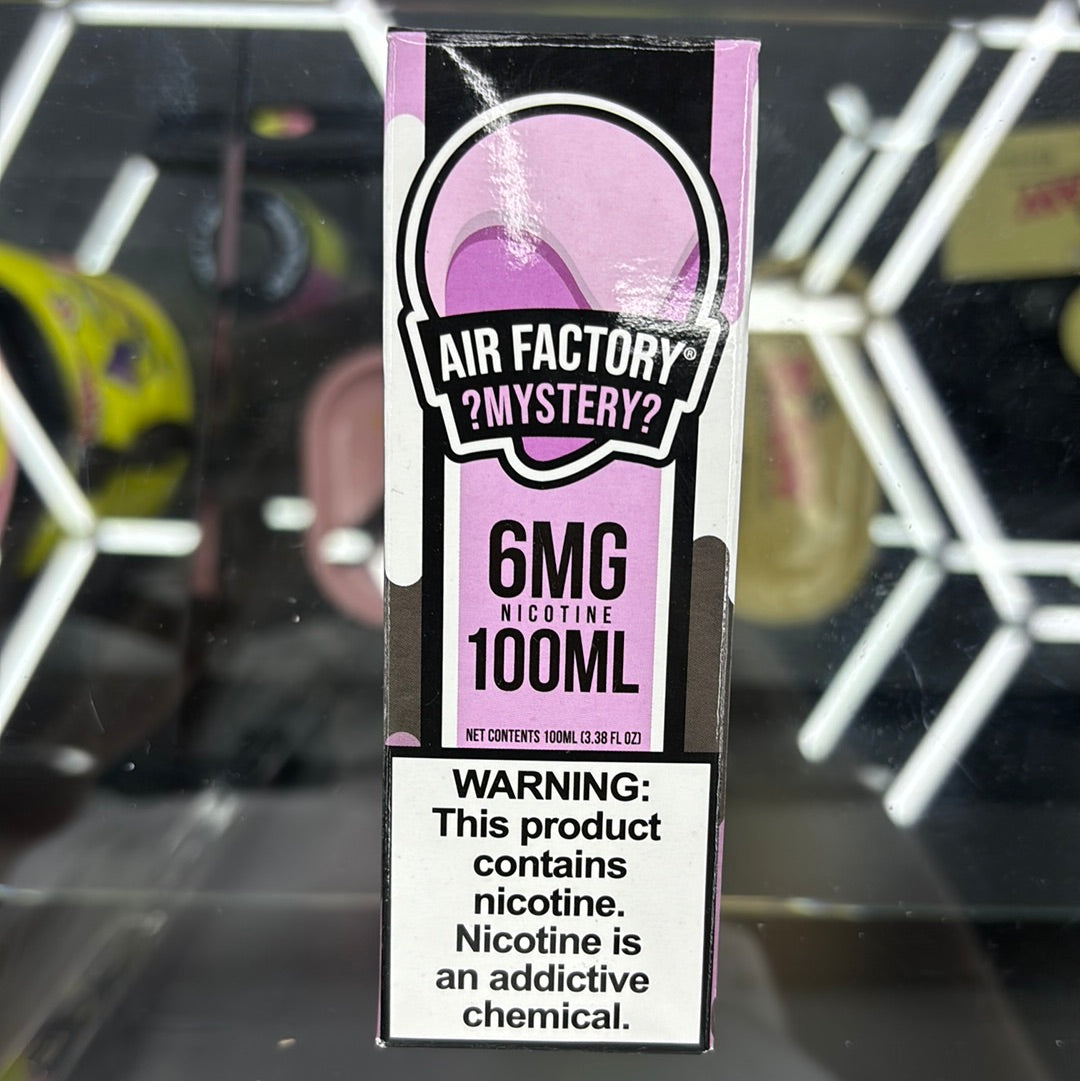 AIR FACTORY®
?MYSTERY?
6MG
NICOTINE
100ML
NET CONTENTS 100ML (3.38 FL OZ)
WARNING:
This product
contains
nicotine.
Nicotine is
an addictive
chemical.